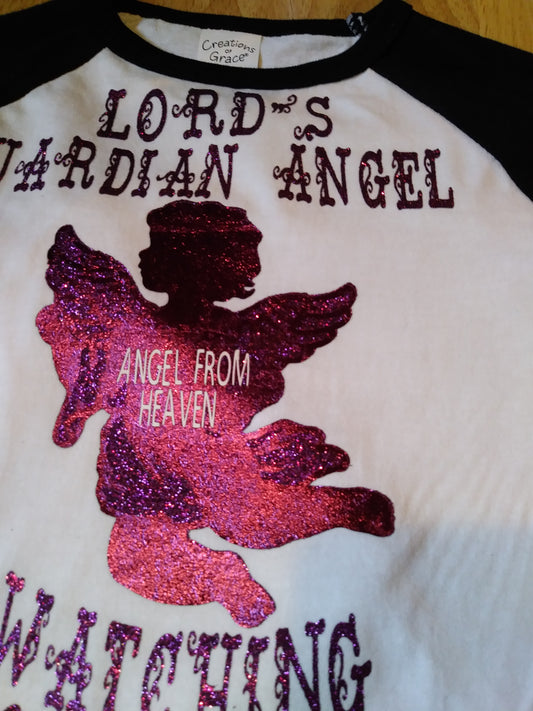 Creations
of
Grace
LORD"S
UARDIAN ANGEL
ANGEL FROM
HEAVEN
WATCHING